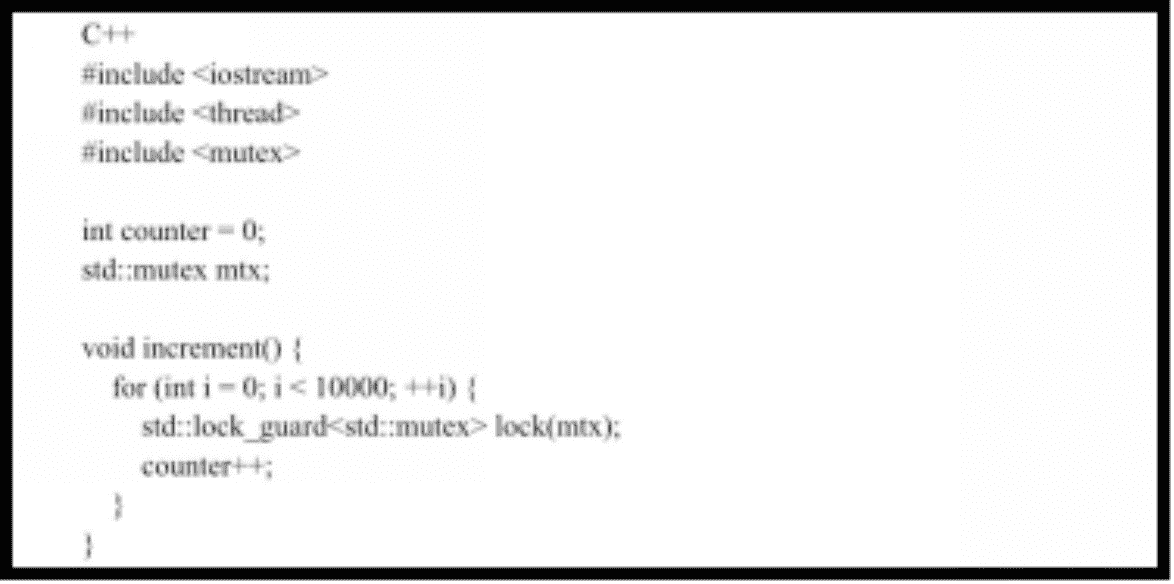 C++
#include <iostream>
#include <thread>
#include <mutex>
int counter = 0;
std::mutex mtx;
void increment() {
for (int i = 0; i < 10000; ++i) {
std::lock_guard<std::mutex> lock(mtx);
counter++;
}
}